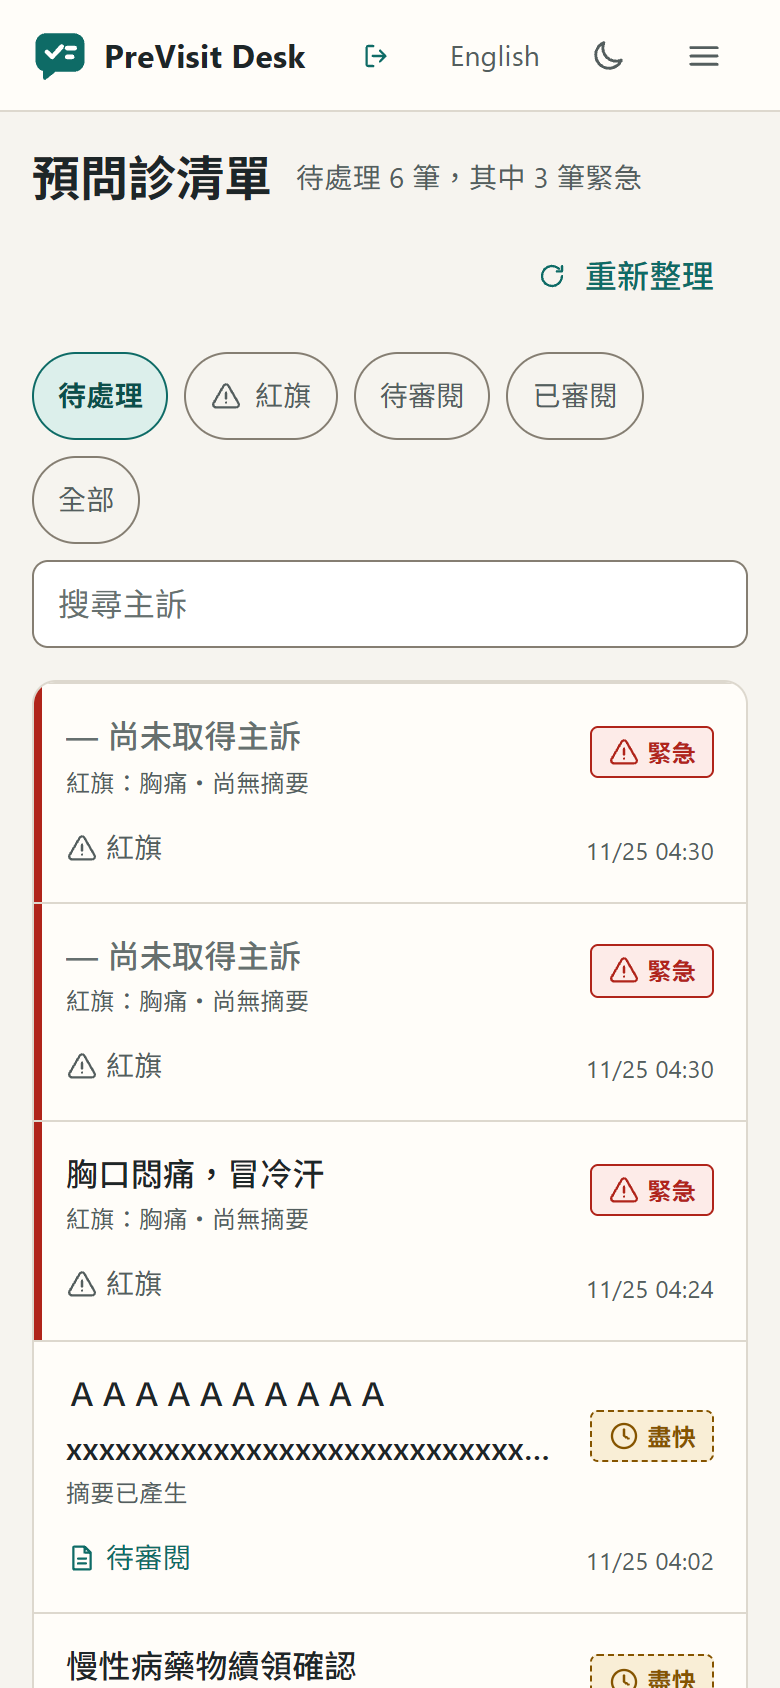 PreVisit Desk English
預問診清單 待處理 6 筆，其中 3 筆緊急
重新整理
待處理 紅旗 待審閱 已審閱
全部
搜尋主訴
— 尚未取得主訴
緊急
紅旗：胸痛・尚無摘要
紅旗 11/25 04:30
— 尚未取得主訴
緊急
紅旗：胸痛・尚無摘要
紅旗 11/25 04:30
胸口悶痛，冒冷汗
緊急
紅旗：胸痛・尚無摘要
紅旗 11/25 04:24
ＡＡＡＡＡＡＡＡＡＡ
xxxxxxxxxxxxxxxxxxxxxxxxxxxx...
盡快
摘要已產生
待審閱 11/25 04:02
慢性病藥物續領確認
盡快